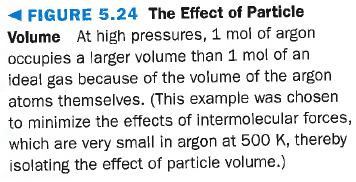 ◄ FIGURE 5.24 The Effect of Particle
Volume At high pressures, 1 mol of argon
occupies a larger volume than 1 mol of an
ideal gas because of the volume of the argon
atoms themselves. (This example was chosen
to minimize the effects of intermolecular forces,
which are very small in argon at 500 K, thereby
isolating the effect of particle volume.)